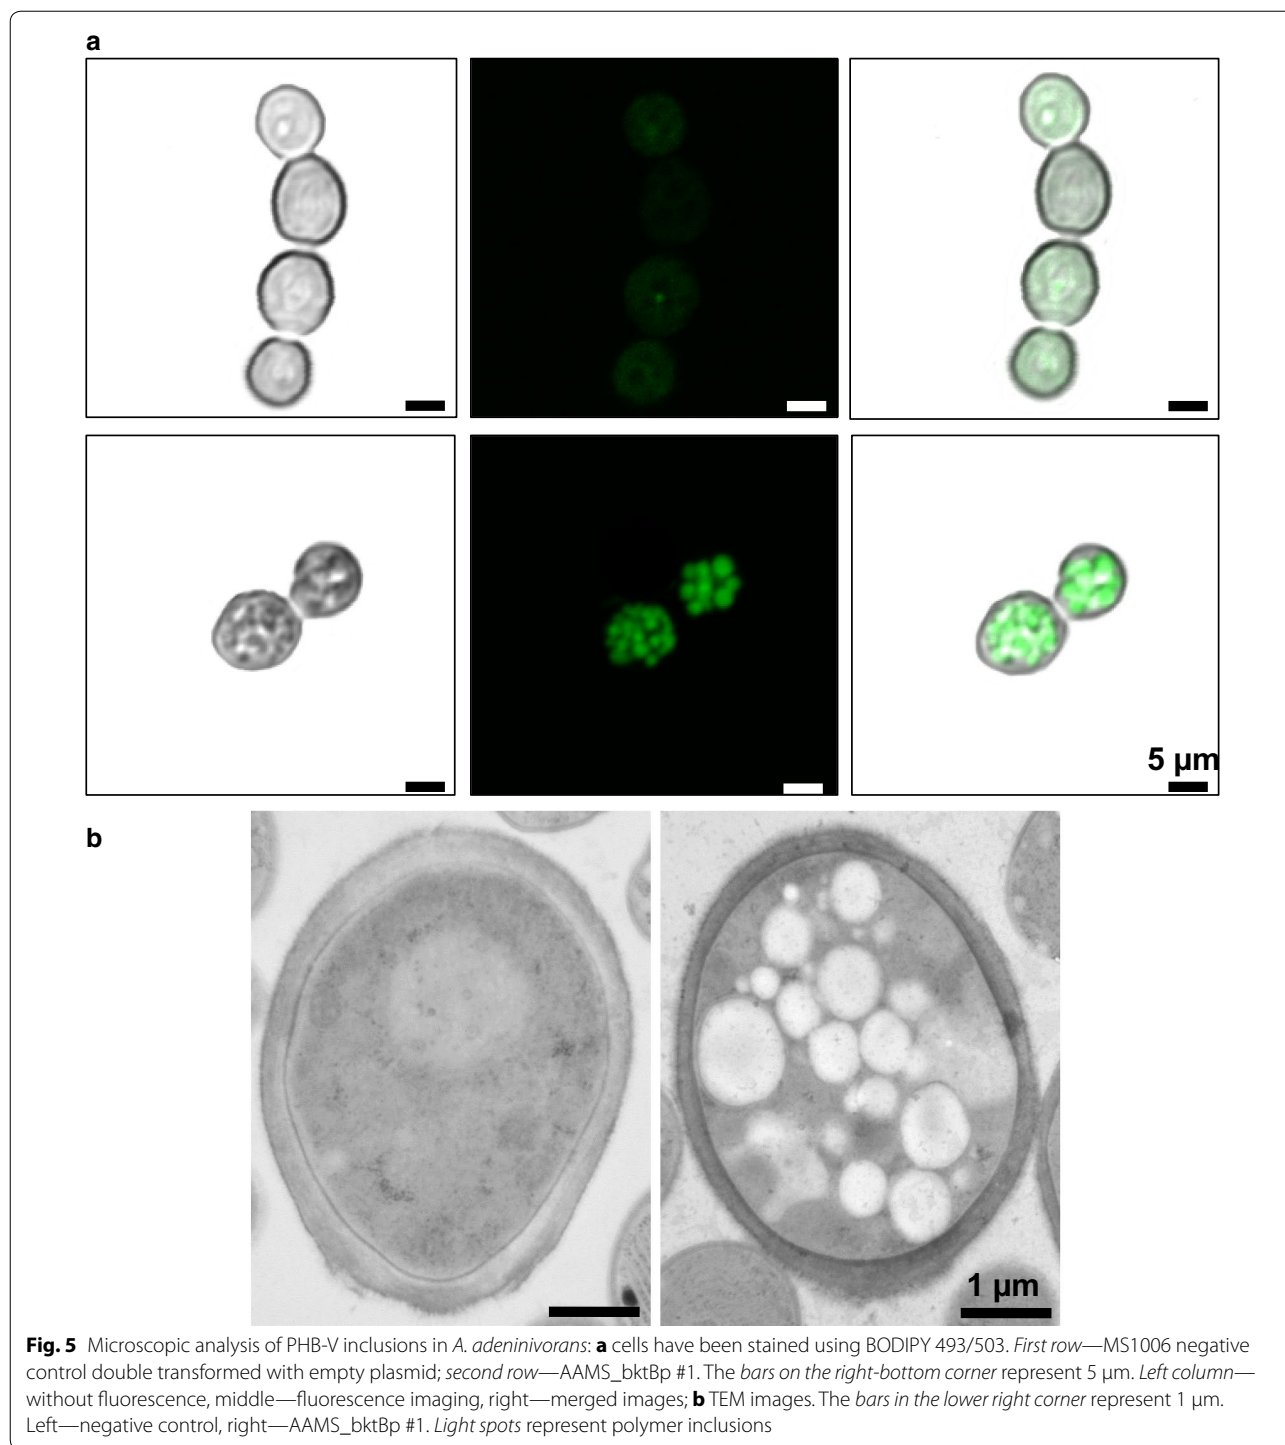 a
5 µm
b
1 µm
Fig. 5 Microscopic analysis of PHB-V inclusions in A. adeninivorans: a cells have been stained using BODIPY 493/503. First row—MS1006 negative
control double transformed with empty plasmid; second row—AAMS_bktBp #1. The bars on the right-bottom corner represent 5 µm. Left column—
without fluorescence, middle—fluorescence imaging, right—merged images; b TEM images. The bars in the lower right corner represent 1 µm.
Left—negative control, right—AAMS_bktBp #1. Light spots represent polymer inclusions